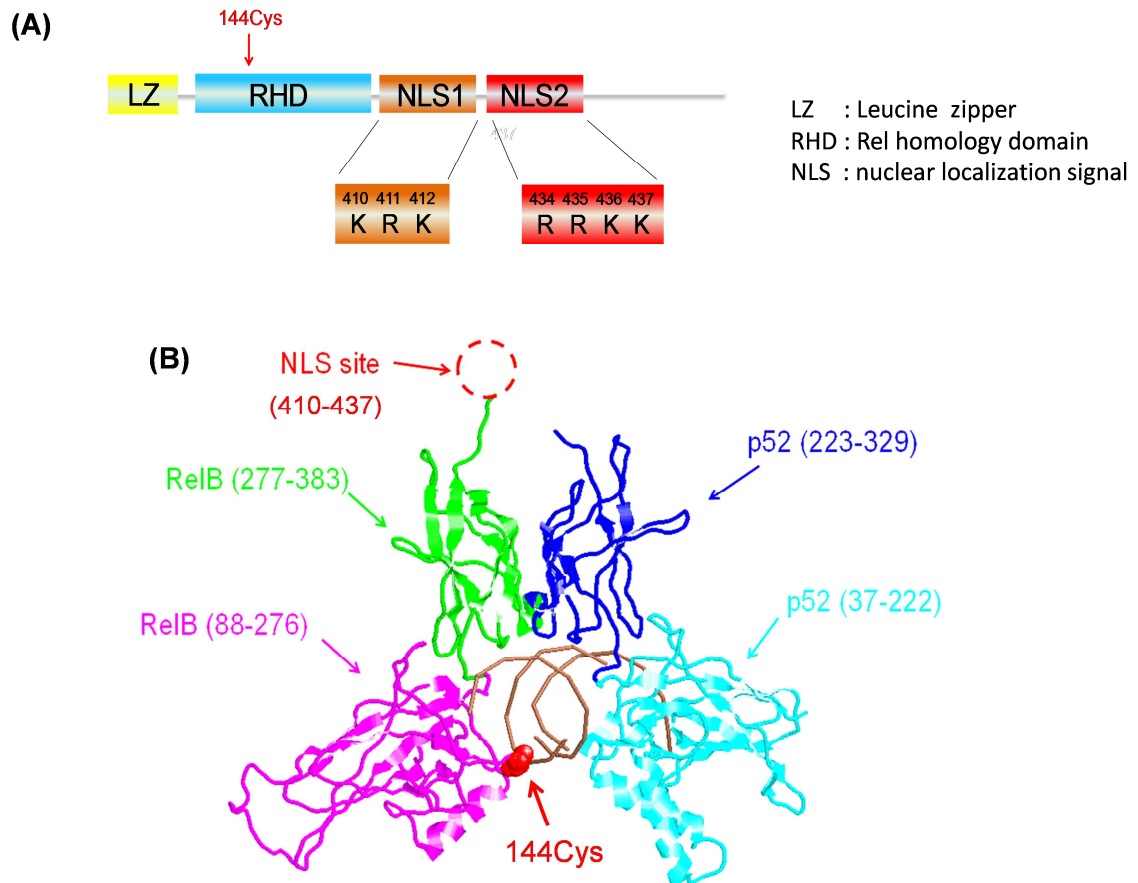 (A)
144Cys
LZ RHD NLS1 NLS2
LZ : Leucine zipper
RHD : Rel homology domain
NLS : nuclear localization signal
410 411 412
K R K
434 435 436 437
R R K K
(B)
NLS site
(410-437)
p52 (223-329)
RelB (277-383)
p52 (37-222)
RelB (88-276)
144Cys